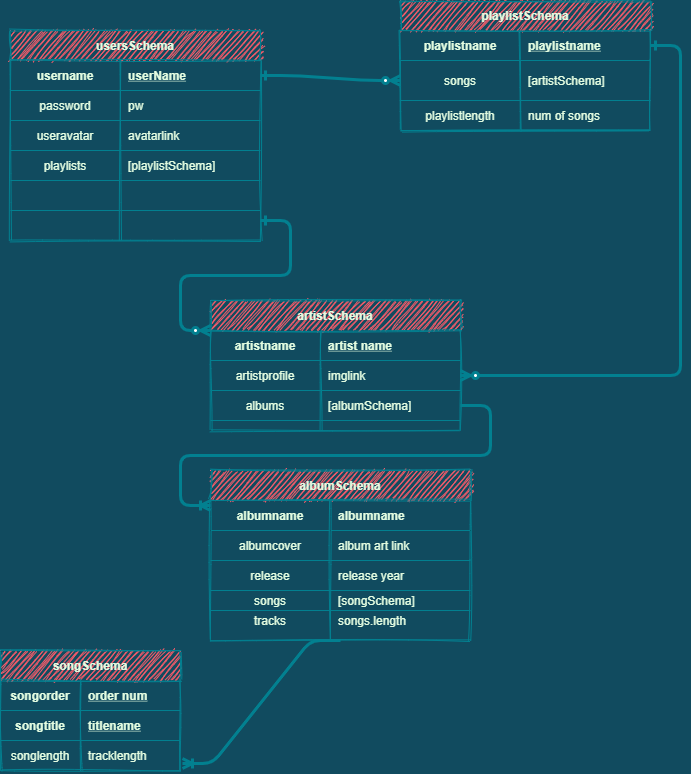 playlistSchema
playlistname playlistname
songs [artistSchema]
playlistlength num of songs
usersSchema
username userName
password pw
useravatar avatarlink
playlists [playlistSchema]
artistSchema
artistname artist name
artistprofile imglink
albums [albumSchema]
albumSchema
albumname albumname
albumcover album art link
release release year
songs [songSchema]
tracks songs.length
songSchema
songorder order num
songtitle titlename
songlength tracklength